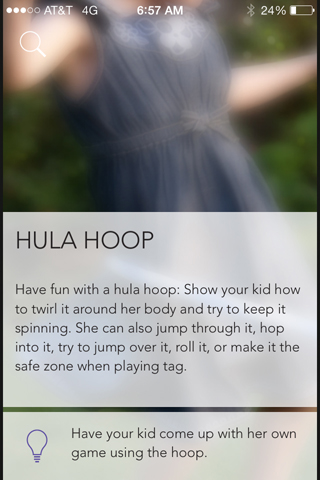 AT&T 4G 6:57 AM 24%
HULA HOOP
Have fun with a hula hoop: Show your kid how
to twirl it around her body and try to keep it
spinning. She can also jump through it, hop
into it, try to jump over it, roll it, or make it the
safe zone when playing tag.
Have your kid come up with her own
game using the hoop.